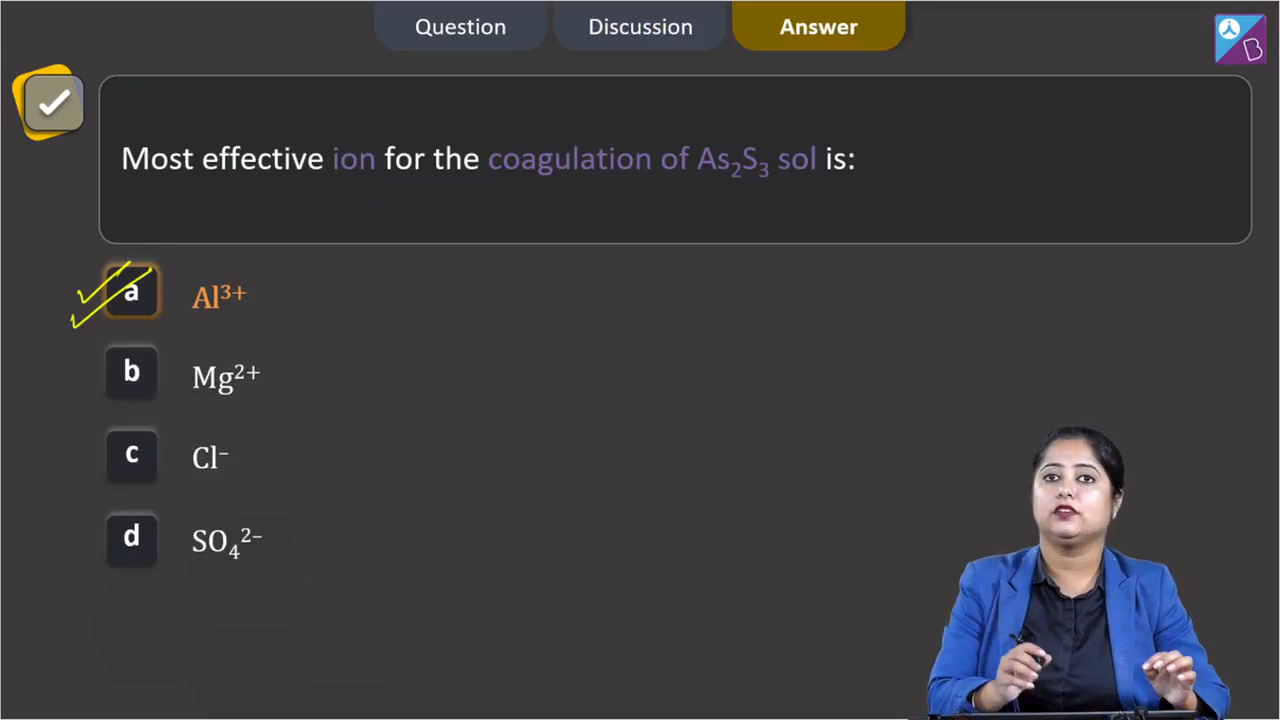 Question Discussion Answer
B
Most effective ion for the coagulation of As₂S₃ sol is:
a Al³⁺
b Mg²⁺
c Cl⁻
d SO₄²⁻